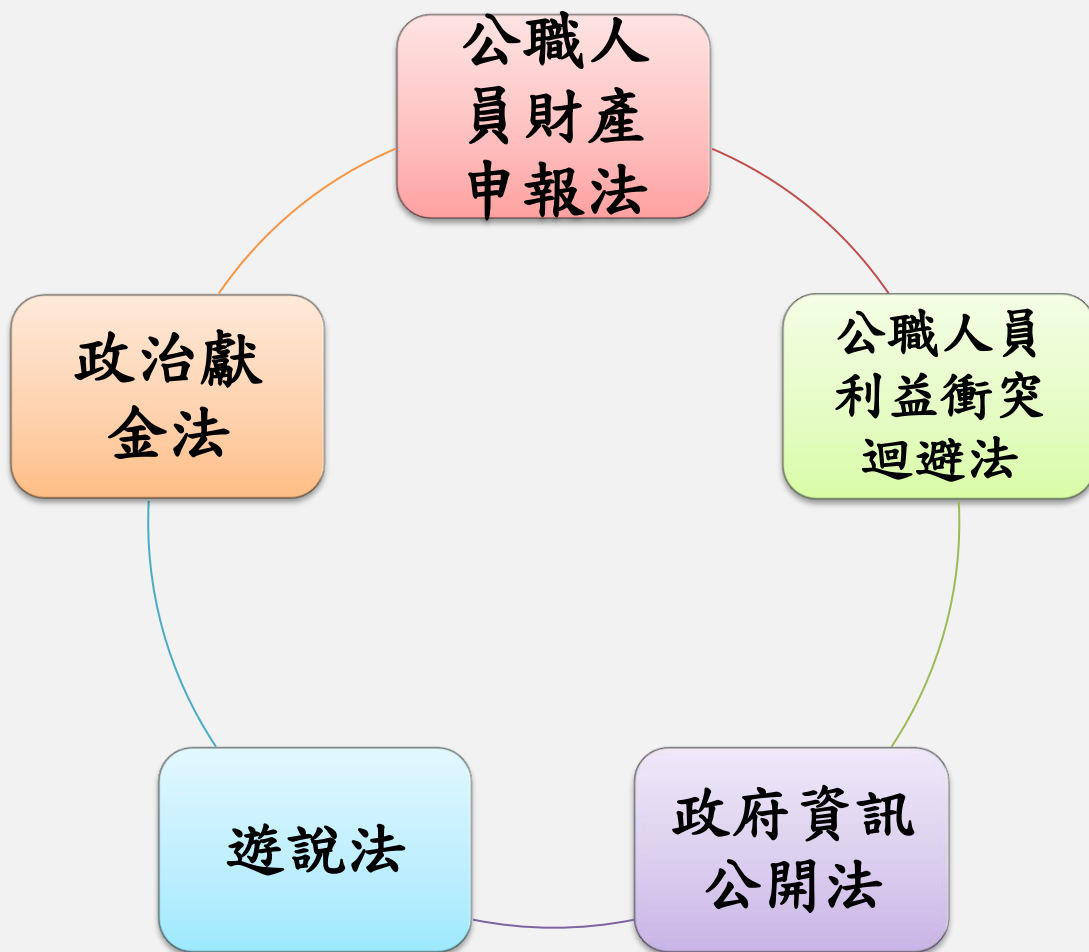 公職人
員財產
申報法
公職人員
利益衝突
迴避法
政府資訊
公開法
遊說法
政治獻
金法